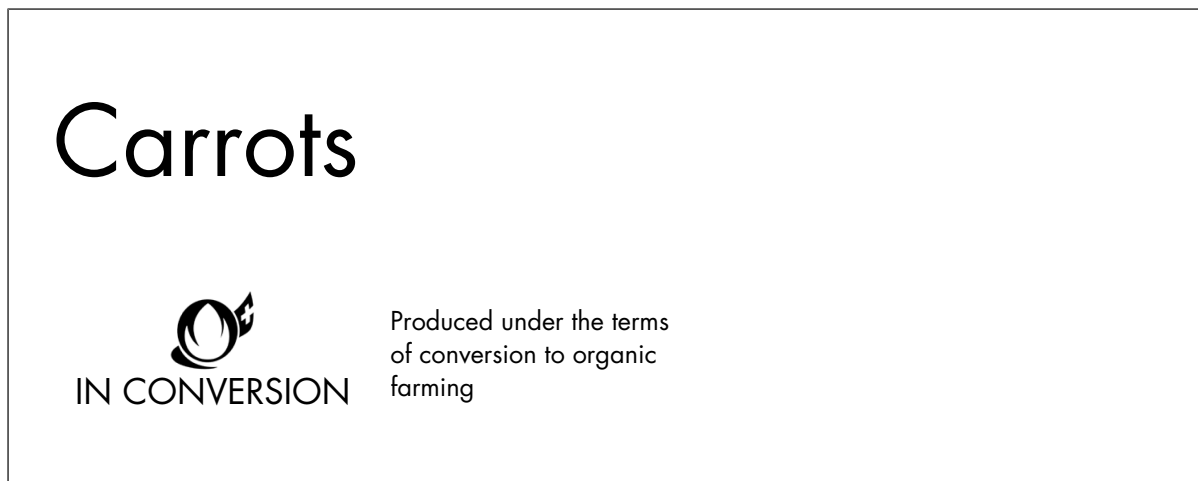 Carrots
IN CONVERSION
Produced under the terms
of conversion to organic
farming